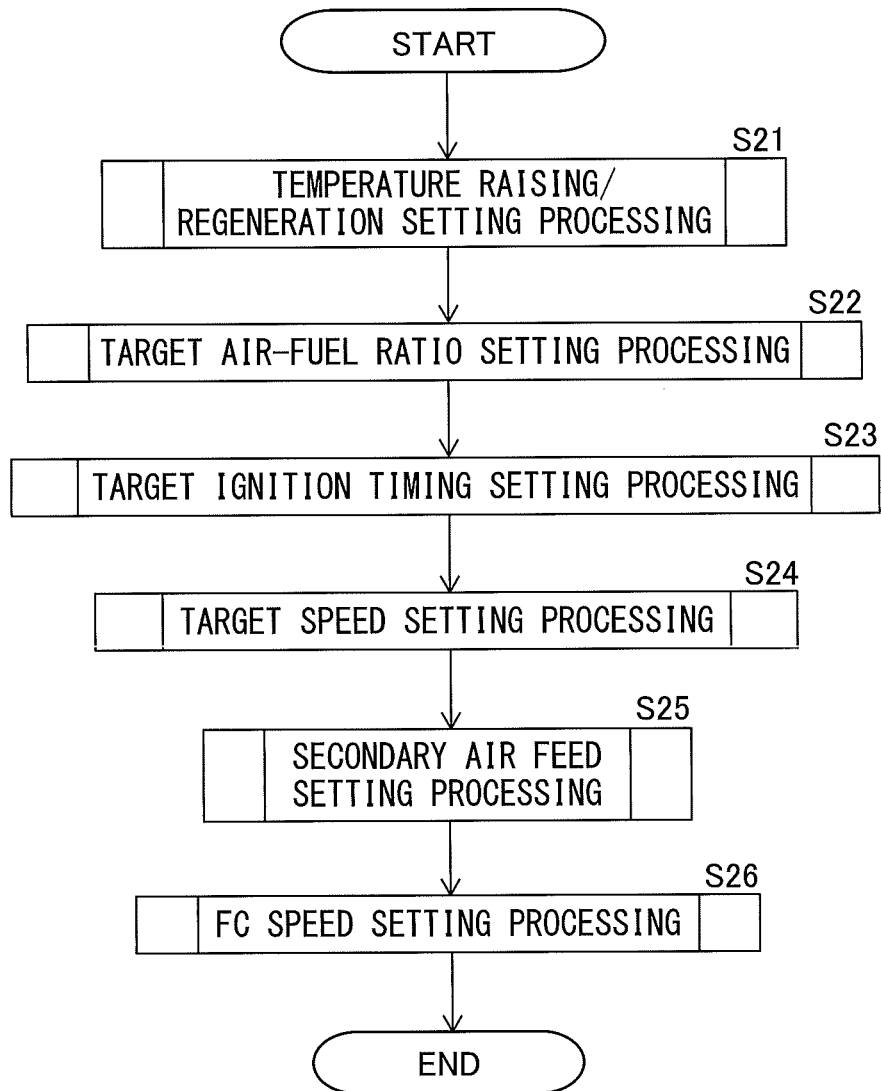 START
S21
TEMPERATURE RAISING/
REGENERATION SETTING PROCESSING
S22
TARGET AIR-FUEL RATIO SETTING PROCESSING
S23
TARGET IGNITION TIMING SETTING PROCESSING
S24
TARGET SPEED SETTING PROCESSING
S25
SECONDARY AIR FEED
SETTING PROCESSING
S26
FC SPEED SETTING PROCESSING
END